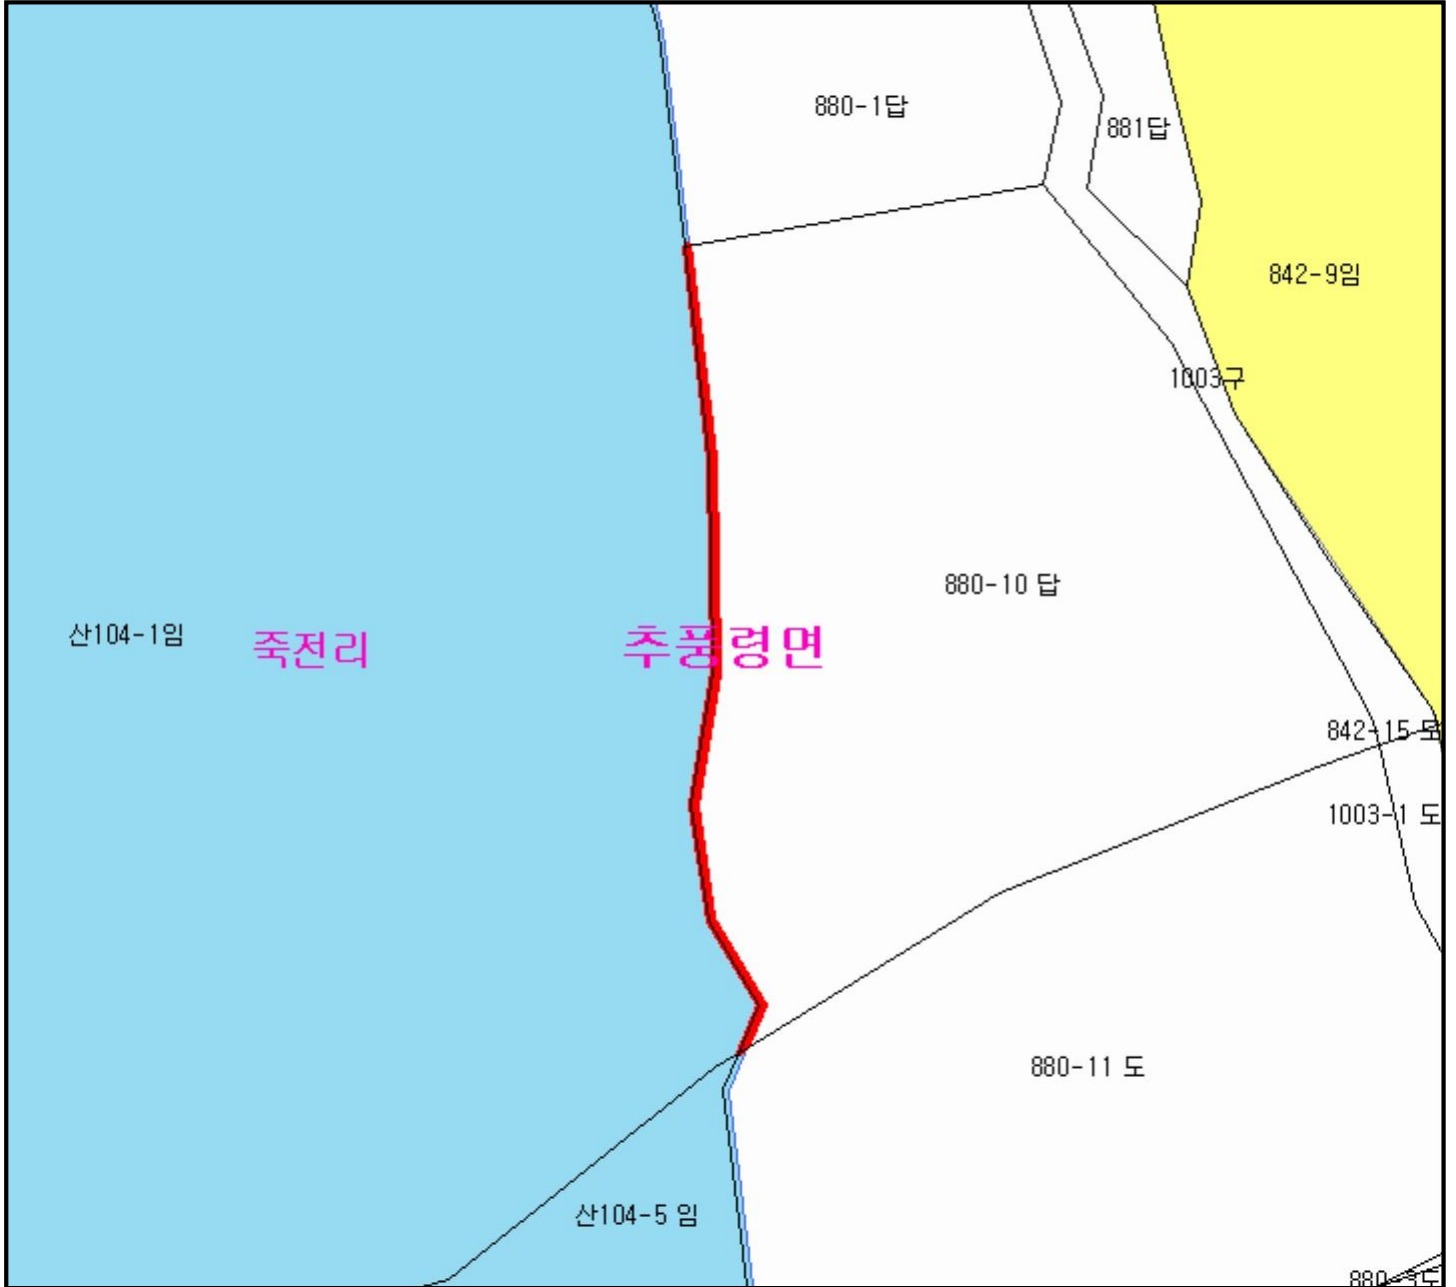 880-1답
881답
842-9임
1003구
880-10 답
산104-1임
죽전리
추풍령면
842-15 도
1003-1 도
880-11 도
산104-5 임